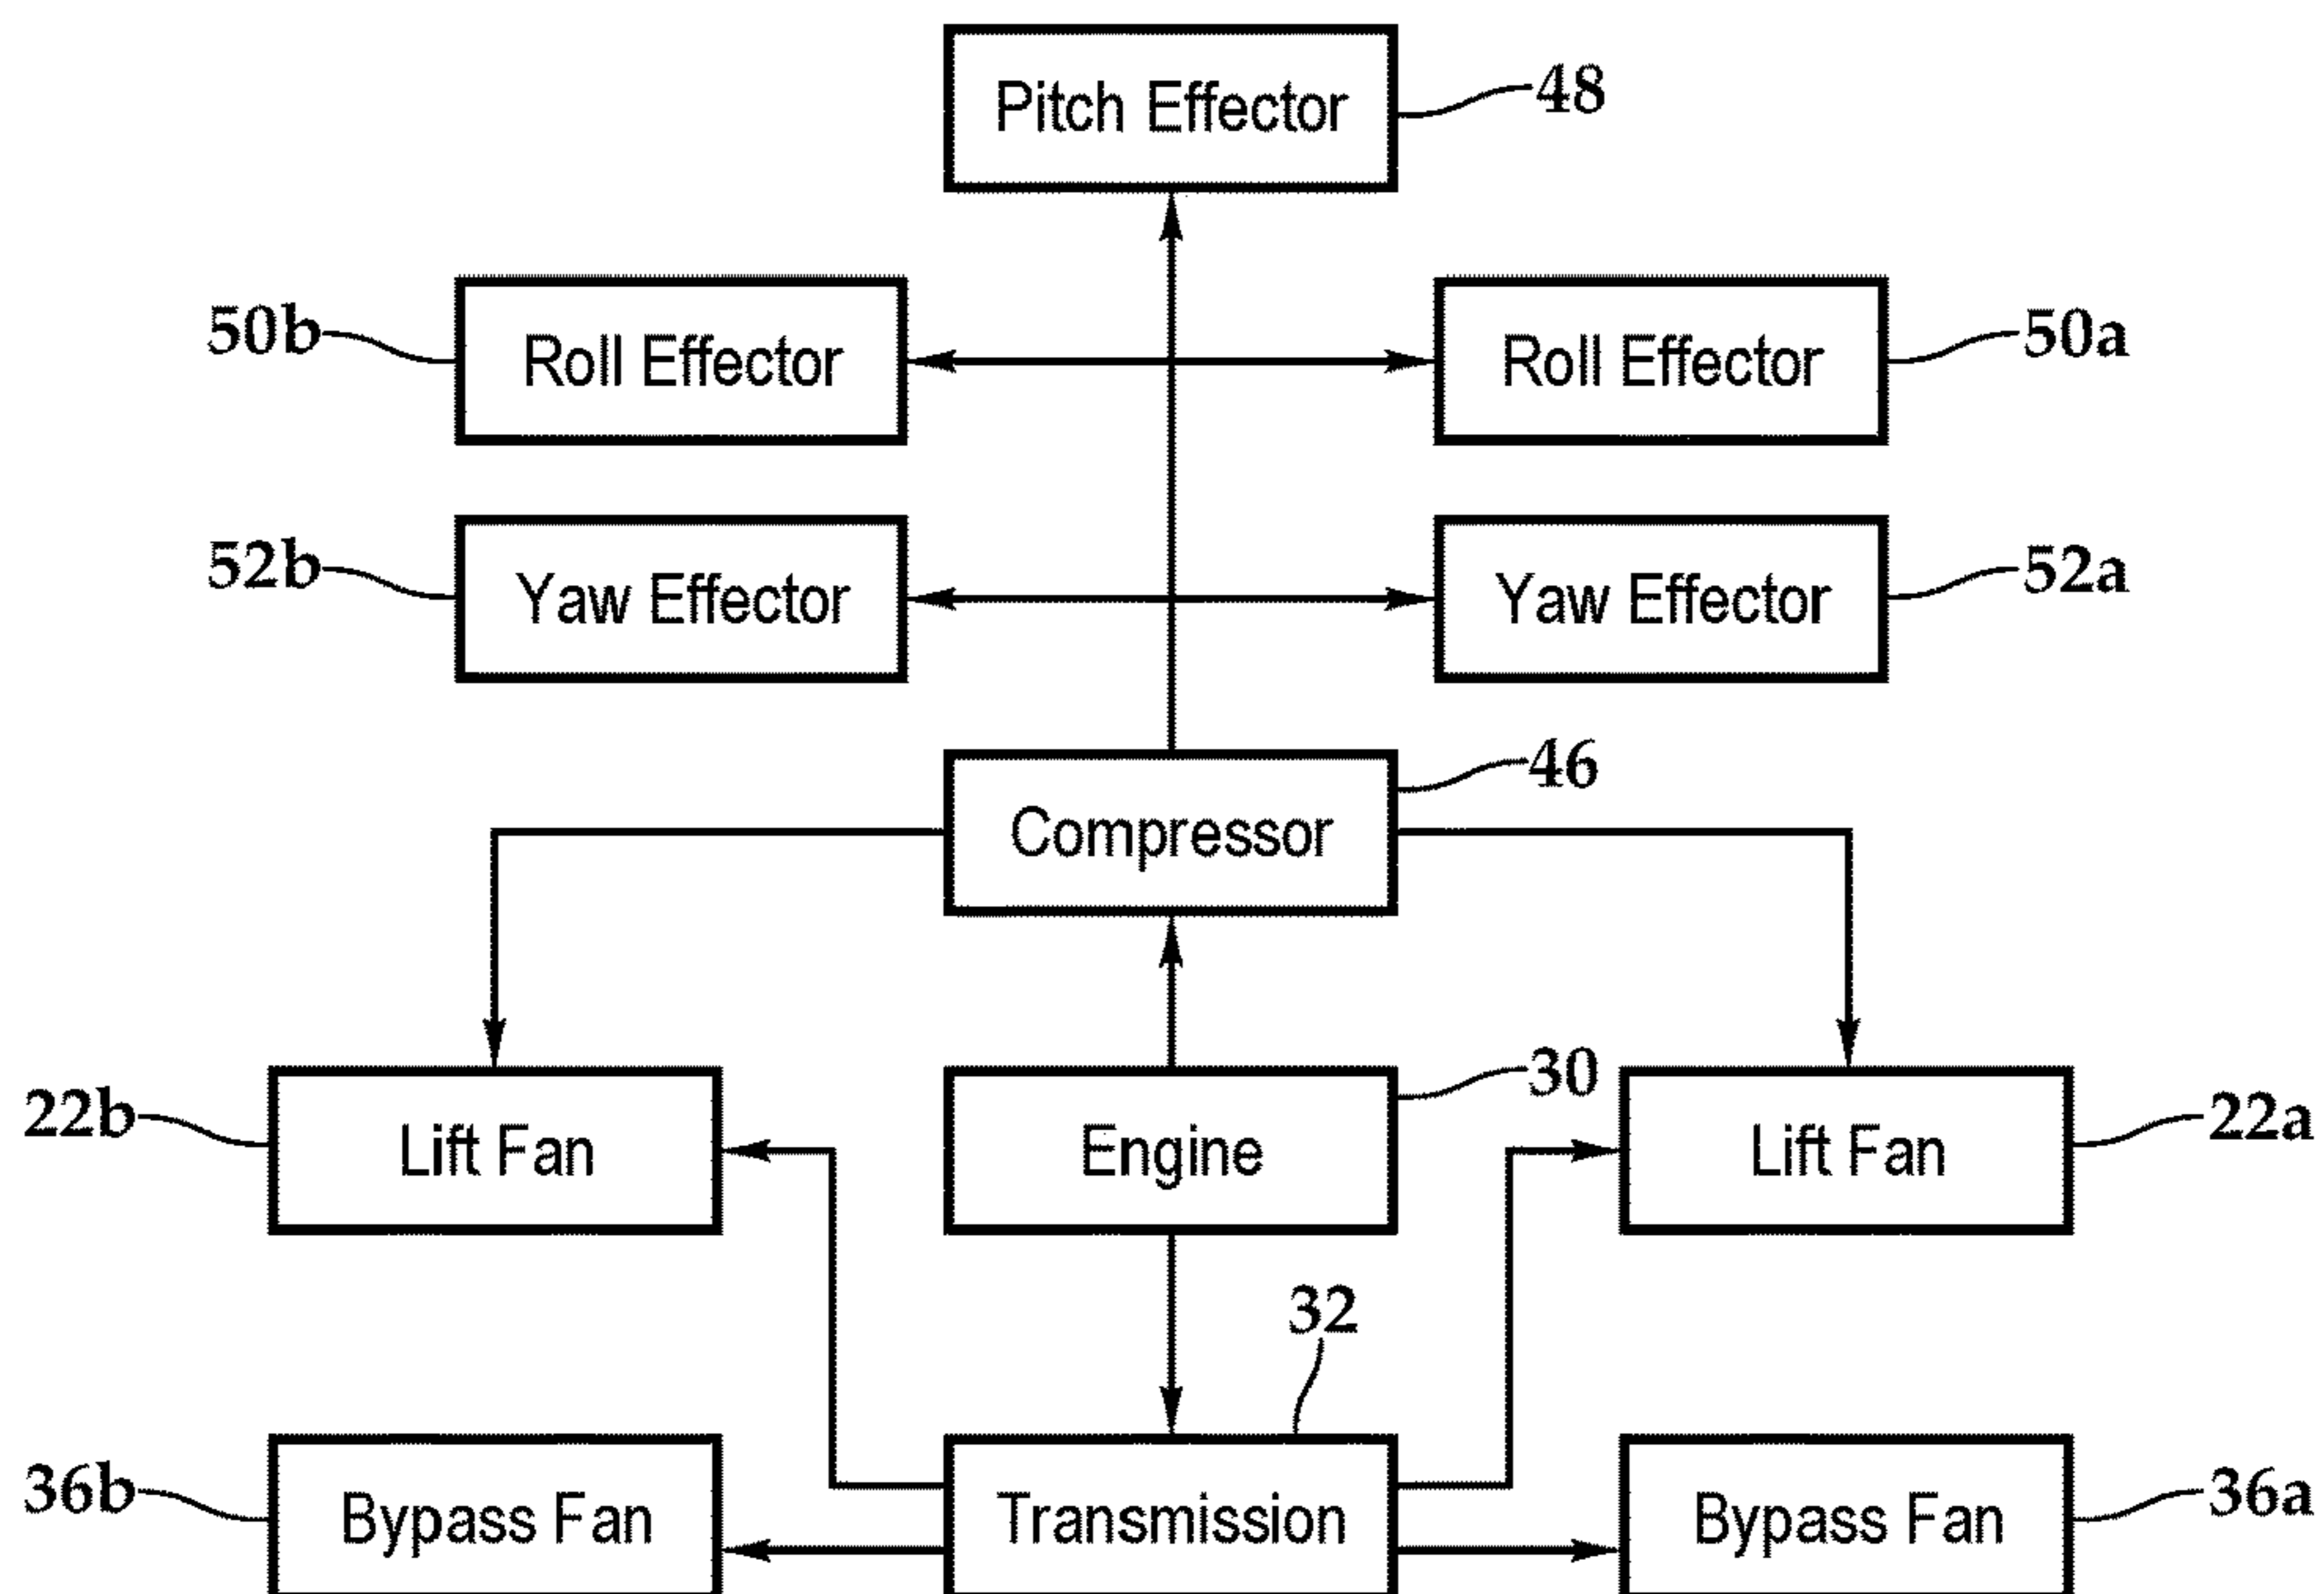 Pitch Effector
48
50b
Roll Effector
Roll Effector
50a
52b
Yaw Effector
Yaw Effector
52a
46
Compressor
22b
Lift Fan
30
Engine
Lift Fan
22a
32
36b
Bypass Fan
Transmission
Bypass Fan
36a